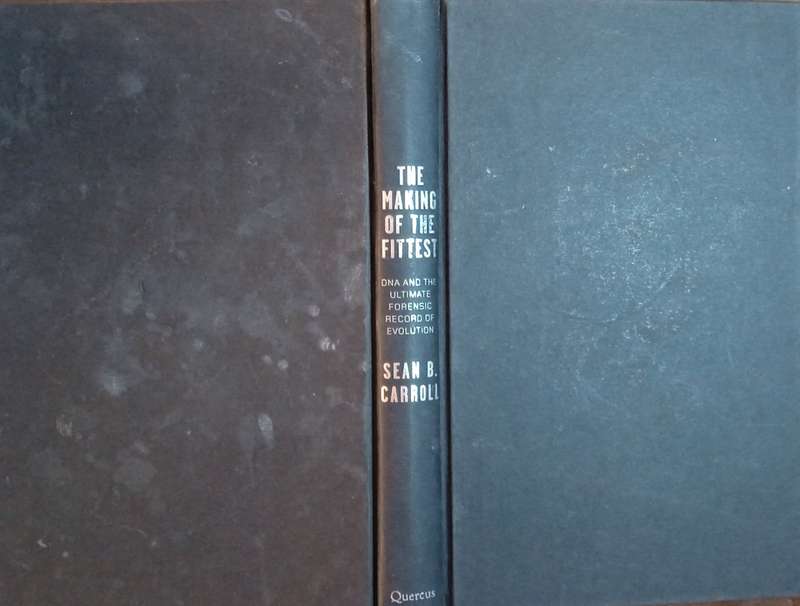 THE
MAKING
OF THE
FITTEST
DNA AND THE
ULTIMATE
FORENSIC
RECORD OF
EVOLUTION
SEAN B.
CARROLL
Quercus